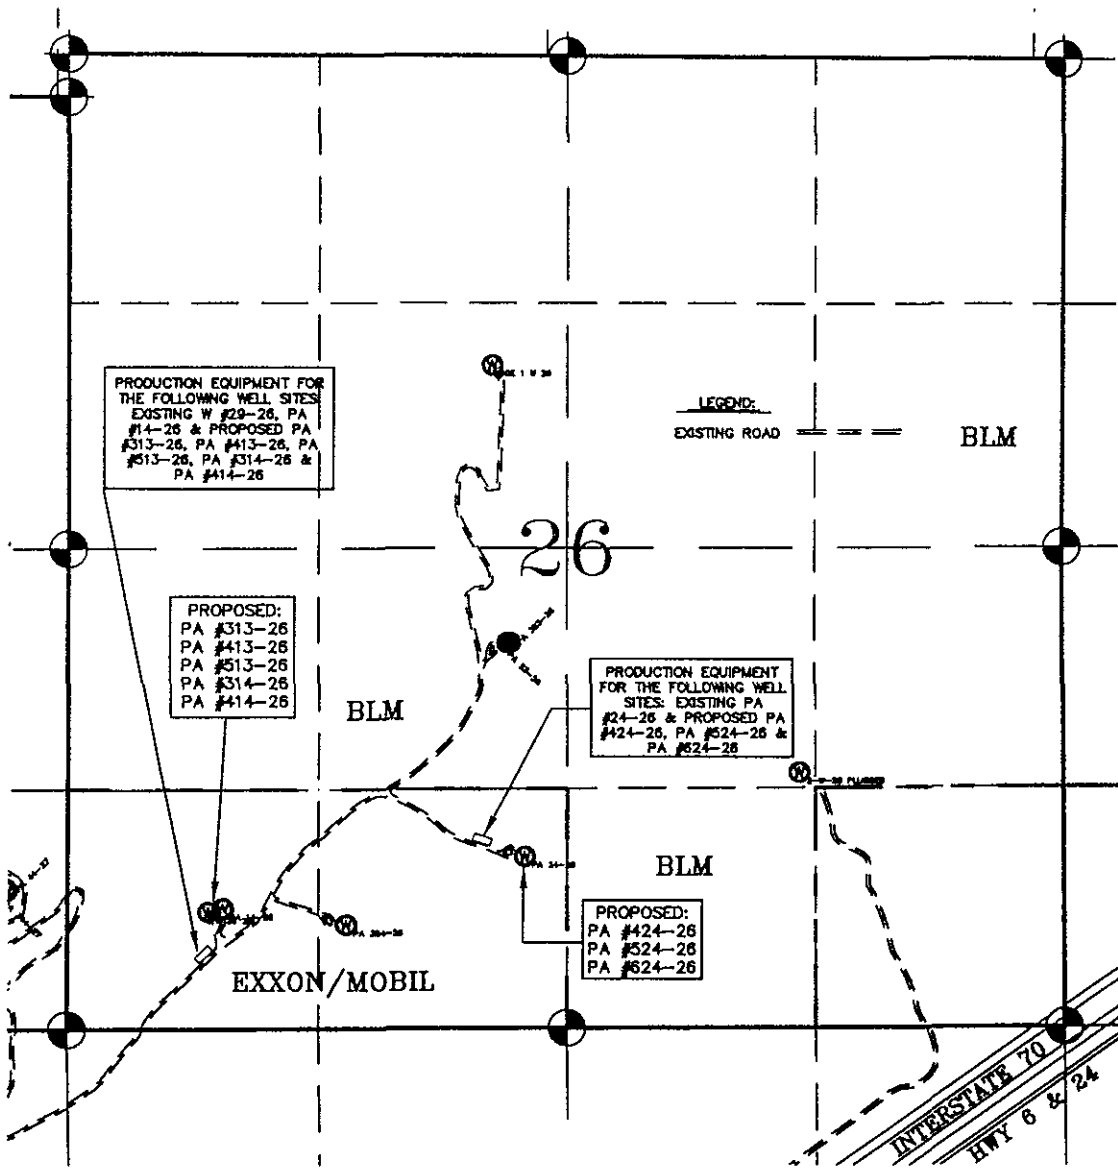 PRODUCTION EQUIPMENT FOR
THE FOLLOWING WELL SITES
EXISTING W #29-26, PA
#14-26 & PROPOSED PA
#313-26, PA #413-26, PA
#513-26, PA #314-26 &
PA #414-26
LEGEND:
EXISTING ROAD
BLM
26
PROPOSED:
PA #313-26
PA #413-26
PA #513-26
PA #314-26
PA #414-26
BLM
PRODUCTION EQUIPMENT
FOR THE FOLLOWING WELL
SITES: EXISTING PA
#24-26 & PROPOSED PA
#424-26, PA #524-26 &
PA #624-26
PLUGGED
BLM
PROPOSED:
PA #424-26
PA #524-26
PA #624-26
EXXON/MOBIL
INTERSTATE 70
HWY 6 & 24